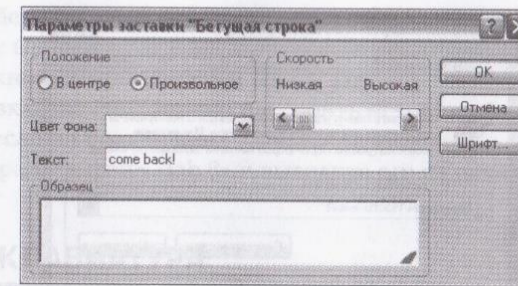 Параметры заставки "Бегущая строка"
Положение
В центре Произвольное
Скорость
Низкая Высокая
OK
Отмена
Шрифт...
Цвет фона:
Текст: come back!
Образец